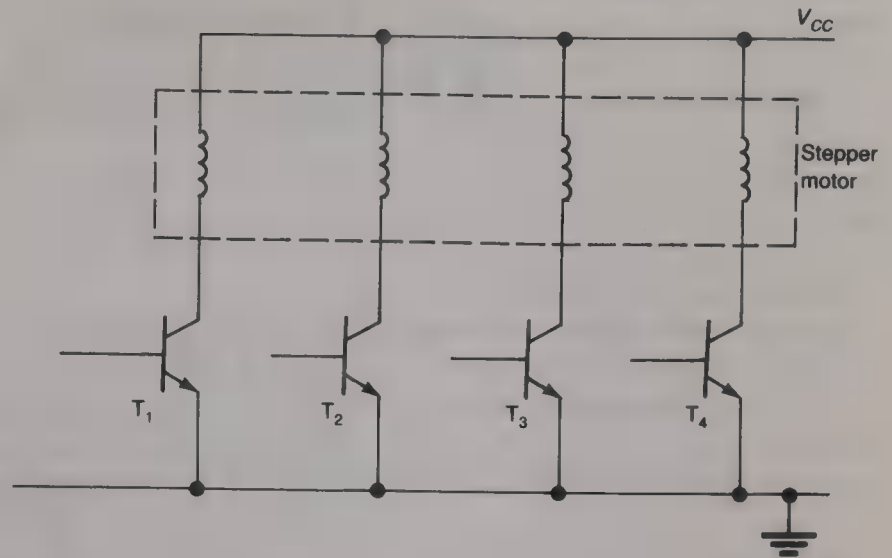 V_CC
Stepper
motor
T₁
T₂
T₃
T₄